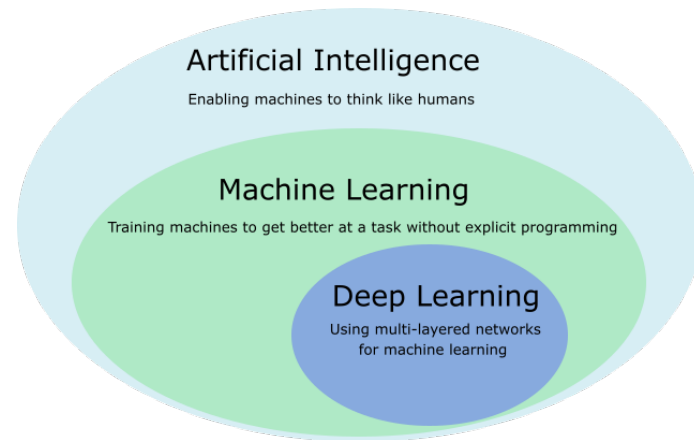 Artificial Intelligence
Enabling machines to think like humans
Machine Learning
Training machines to get better at a task without explicit programming
Deep Learning
Using multi-layered networks
for machine learning